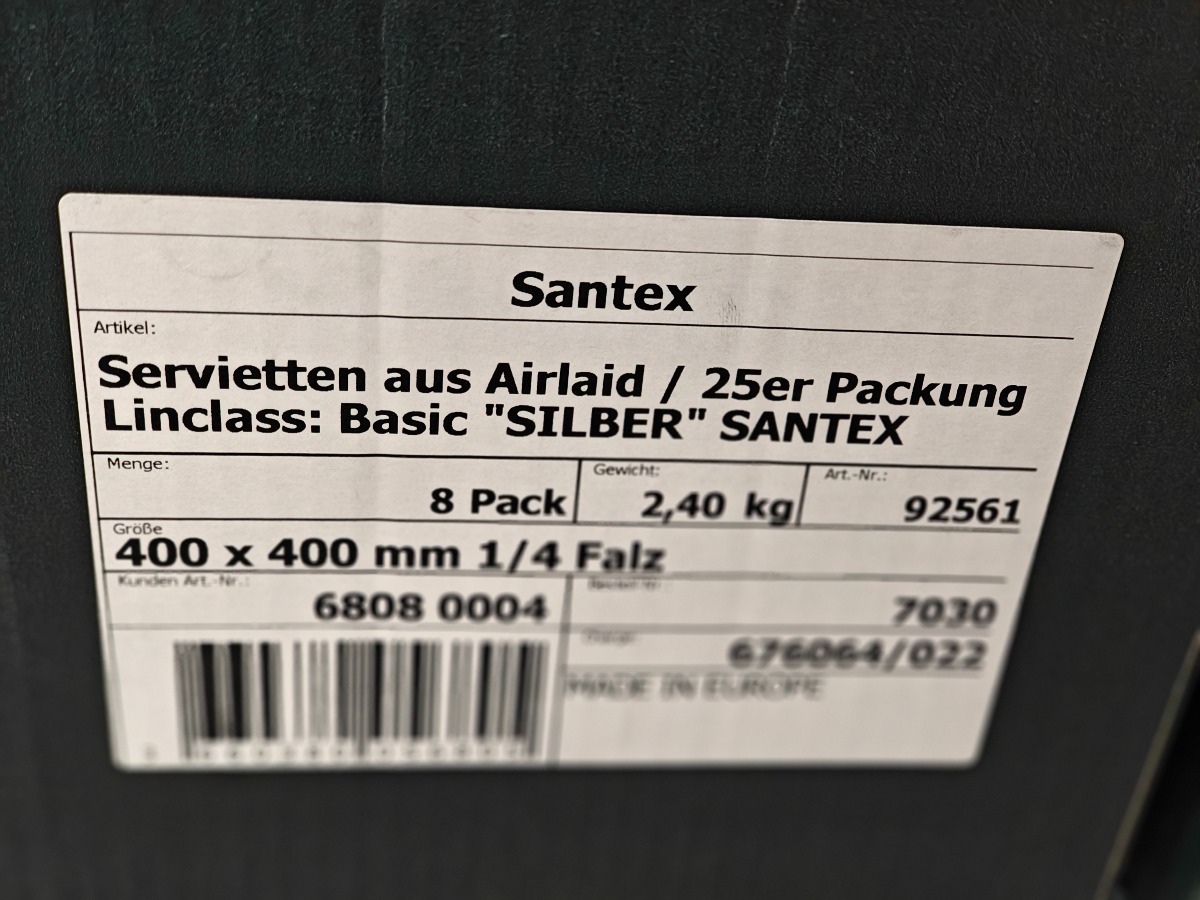 Santex
Artikel:
Servietten aus Airlaid / 25er Packung
Linclass: Basic "SILBER" SANTEX
Menge:
8 Pack
Gewicht:
2,40 kg
Art.-Nr.:
92561
Größe
400 x 400 mm 1/4 Falz
Kunden Art.-Nr.:
6808 0004
7030
676064/022
MADE IN EUROPE